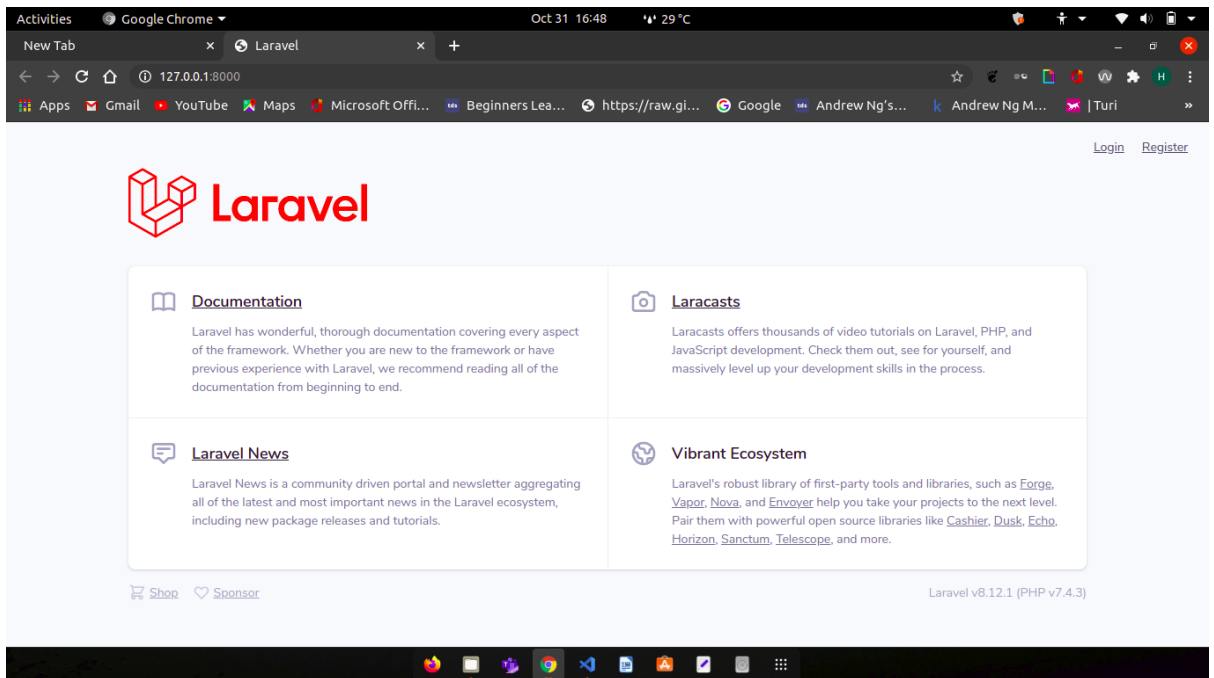 Activities Google Chrome Oct 31 16:48 29 °C
New Tab Laravel
127.0.0.1:8000
Apps Gmail YouTube Maps Microsoft Offi... Beginners Lea... https://raw.gi... Google Andrew Ng's... Andrew Ng M... | Turi »
Login Register
Laravel
Documentation
Laravel has wonderful, thorough documentation covering every aspect
of the framework. Whether you are new to the framework or have
previous experience with Laravel, we recommend reading all of the
documentation from beginning to end.
Laracasts
Laracasts offers thousands of video tutorials on Laravel, PHP, and
JavaScript development. Check them out, see for yourself, and
massively level up your development skills in the process.
Laravel News
Laravel News is a community driven portal and newsletter aggregating
all of the latest and most important news in the Laravel ecosystem,
including new package releases and tutorials.
Vibrant Ecosystem
Laravel's robust library of first-party tools and libraries, such as Forge,
Vapor, Nova, and Envoyer help you take your projects to the next level.
Pair them with powerful open source libraries like Cashier, Dusk, Echo,
Horizon, Sanctum, Telescope, and more.
Shop Sponsor
Laravel v8.12.1 (PHP v7.4.3)